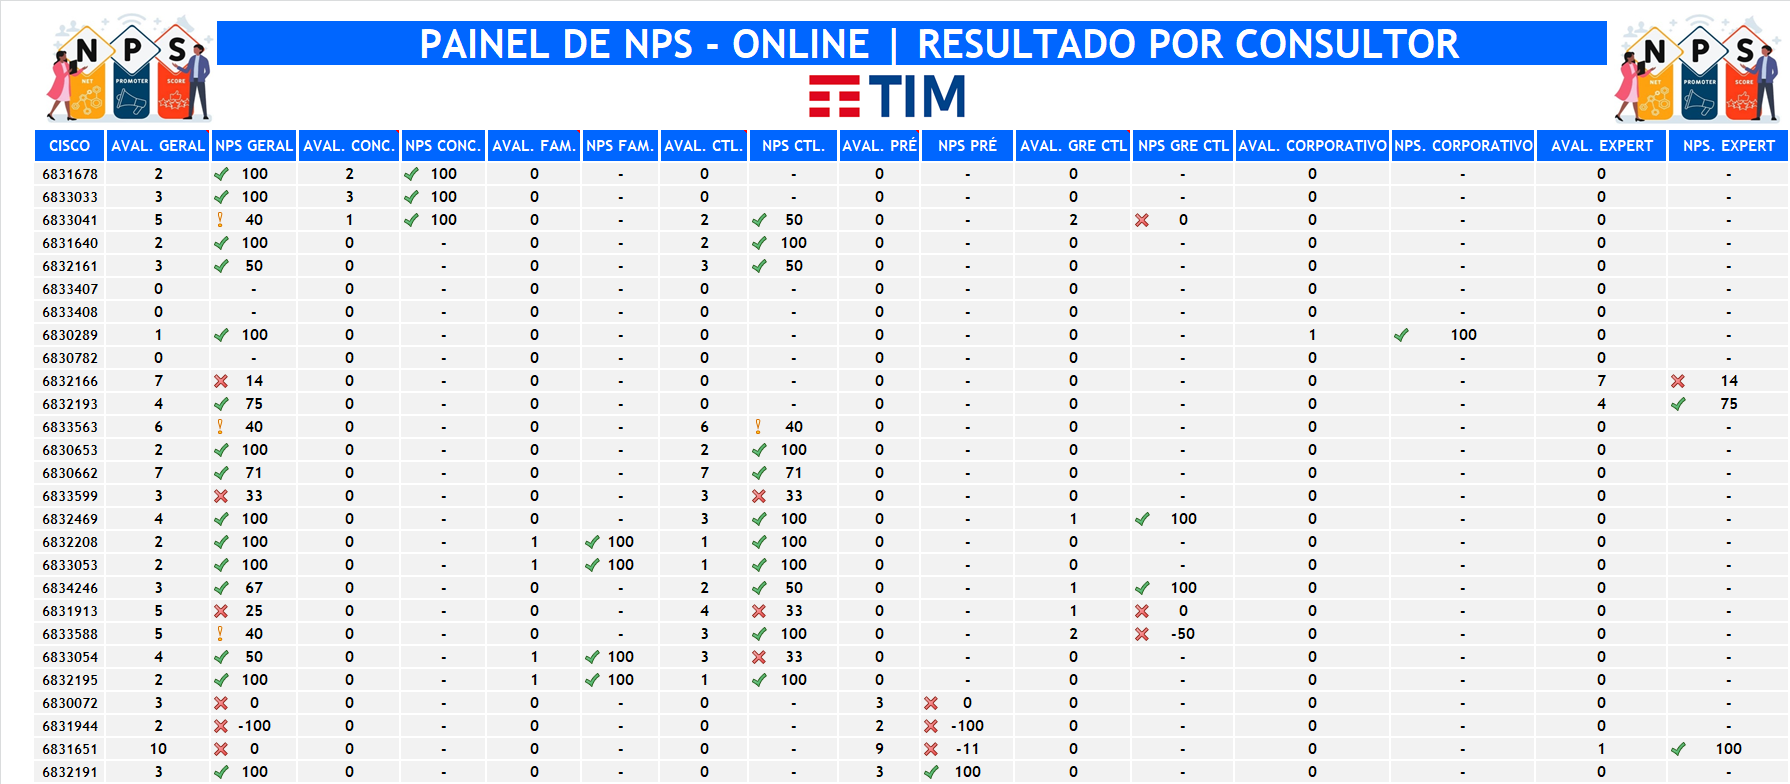 NPS
NET PROMOTER SCORE
PAINEL DE NPS - ONLINE | RESULTADO POR CONSULTOR
NPS
NET PROMOTER SCORE
TIM
CISCO AVAL. GERAL NPS GERAL AVAL. CONC. NPS CONC. AVAL. FAM. NPS FAM. AVAL. CTL. NPS CTL. AVAL. PRÉ NPS PRÉ AVAL. GRE CTL NPS GRE CTL AVAL. CORPORATIVO NPS. CORPORATIVO AVAL. EXPERT NPS. EXPERT
6831678 2 100 2 100 0 - 0 - 0 - 0 - 0 - 0 -
6833033 3 100 3 100 0 - 0 - 0 - 0 - 0 - 0 -
6833041 5 40 1 100 0 - 2 50 0 - 2 0 0 - 0 -
6831640 2 100 0 - 0 - 2 100 0 - 0 - 0 - 0 -
6832161 3 50 0 - 0 - 3 50 0 - 0 - 0 - 0 -
6833407 0 - 0 - 0 - 0 - 0 - 0 - 0 - 0 -
6833408 0 - 0 - 0 - 0 - 0 - 0 - 0 - 0 -
6830289 1 100 0 - 0 - 0 - 0 - 0 - 1 100 0 -
6830782 0 - 0 - 0 - 0 - 0 - 0 - 0 - 0 -
6832166 7 14 0 - 0 - 0 - 0 - 0 - 0 - 7 14
6832193 4 75 0 - 0 - 0 - 0 - 0 - 0 - 4 75
6833563 6 40 0 - 0 - 6 40 0 - 0 - 0 - 0 -
6830653 2 100 0 - 0 - 2 100 0 - 0 - 0 - 0 -
6830662 7 71 0 - 0 - 7 71 0 - 0 - 0 - 0 -
6833599 3 33 0 - 0 - 3 33 0 - 0 - 0 - 0 -
6832469 4 100 0 - 0 - 3 100 0 - 1 100 0 - 0 -
6832208 2 100 0 - 1 100 1 100 0 - 0 - 0 - 0 -
6833053 2 100 0 - 1 100 1 100 0 - 0 - 0 - 0 -
6834246 3 67 0 - 0 - 2 50 0 - 1 100 0 - 0 -
6831913 5 25 0 - 0 - 4 33 0 - 1 0 0 - 0 -
6833588 5 40 0 - 0 - 3 100 0 - 2 -50 0 - 0 -
6833054 4 50 0 - 1 100 3 33 0 - 0 - 0 - 0 -
6832195 2 100 0 - 1 100 1 100 0 - 0 - 0 - 0 -
6830072 3 0 0 - 0 - 0 - 3 0 0 - 0 - 0 -
6831944 2 -100 0 - 0 - 0 - 2 -100 0 - 0 - 0 -
6831651 10 0 0 - 0 - 0 - 9 -11 0 - 0 - 1 100
6832191 3 100 0 - 0 - 0 - 3 100 0 - 0 - 0 -